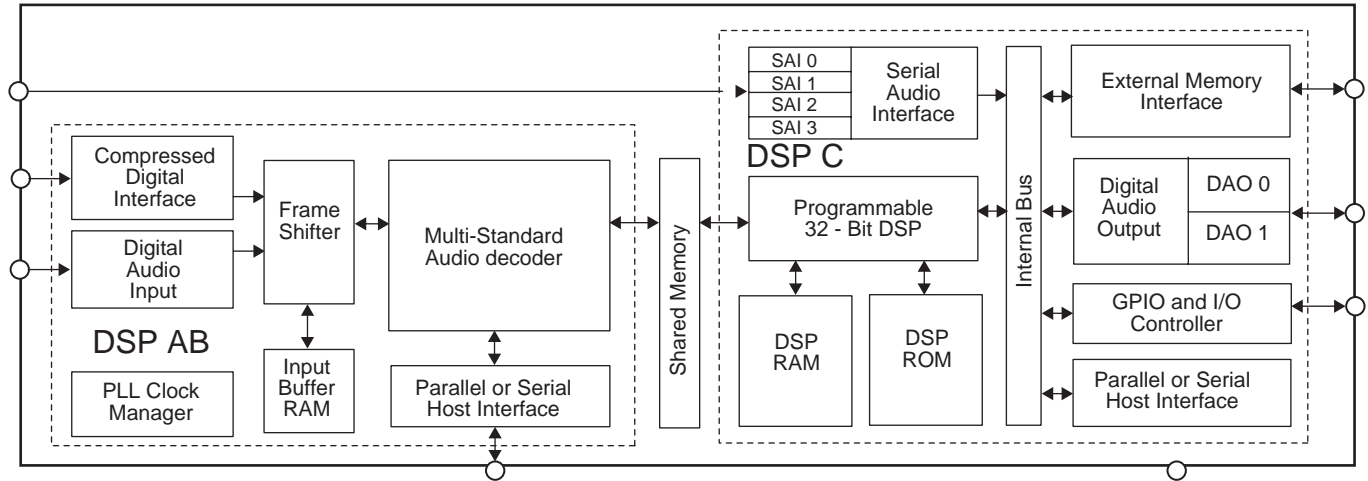 Compressed
Digital
Interface
Digital
Audio
Input
DSP AB
PLL Clock
Manager
Frame
Shifter
Input
Buffer
RAM
Multi-Standard
Audio decoder
Parallel or Serial
Host Interface
Shared Memory
SAI 0
SAI 1
SAI 2
SAI 3
Serial
Audio
Interface
DSP C
Programmable
32 - Bit DSP
DSP
RAM
DSP
ROM
Internal Bus
External Memory
Interface
Digital
Audio
Output
DAO 0
DAO 1
GPIO and I/O
Controller
Parallel or Serial
Host Interface